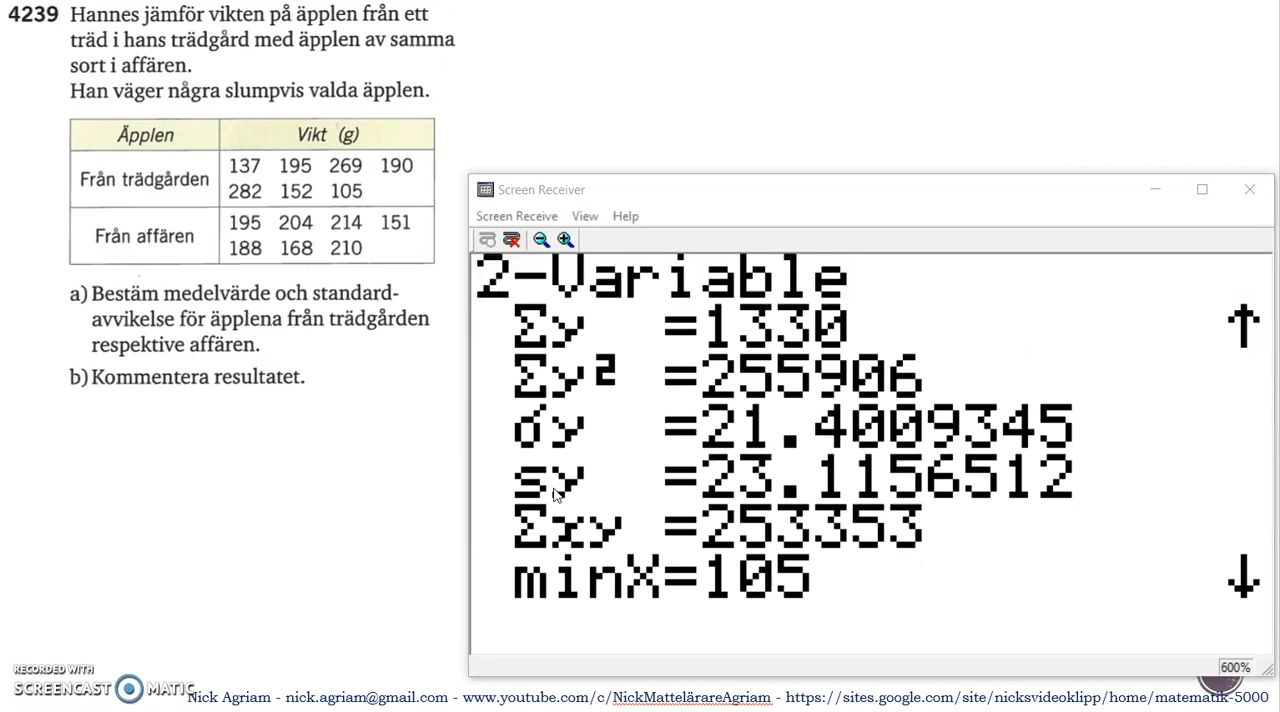 4239 Hannes jämför vikten på äpplen från ett
träd i hans trädgård med äpplen av samma
sort i affären.
Han väger några slumpvis valda äpplen.
Äpplen Vikt (g)
Från trädgården 137 195 269 190
282 152 105
Från affären 195 204 214 151
188 168 210
a) Bestäm medelvärde och standard-
avvikelse för äpplena från trädgården
respektive affären.
b) Kommentera resultatet.
Screen Receiver
Screen Receive View Help
2-Variable
Σy =1330
Σy² =255906
σy =21.4009345
sy =23.1156512
Σxy =253353
minX=105
600%
RECORDED WITH
SCREENCAST MATIC
Nick Agriam - nick.agriam@gmail.com - www.youtube.com/c/NickMattelärareAgriam - https://sites.google.com/site/nicksvideoklipp/home/matematik-5000